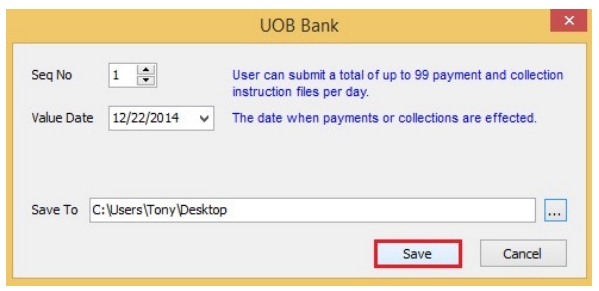 UOB Bank
Seq No 1 User can submit a total of up to 99 payment and collection
instruction files per day.
Value Date 12/22/2014 The date when payments or collections are effected.
Save To C:\Users\Tony\Desktop ...
Save Cancel